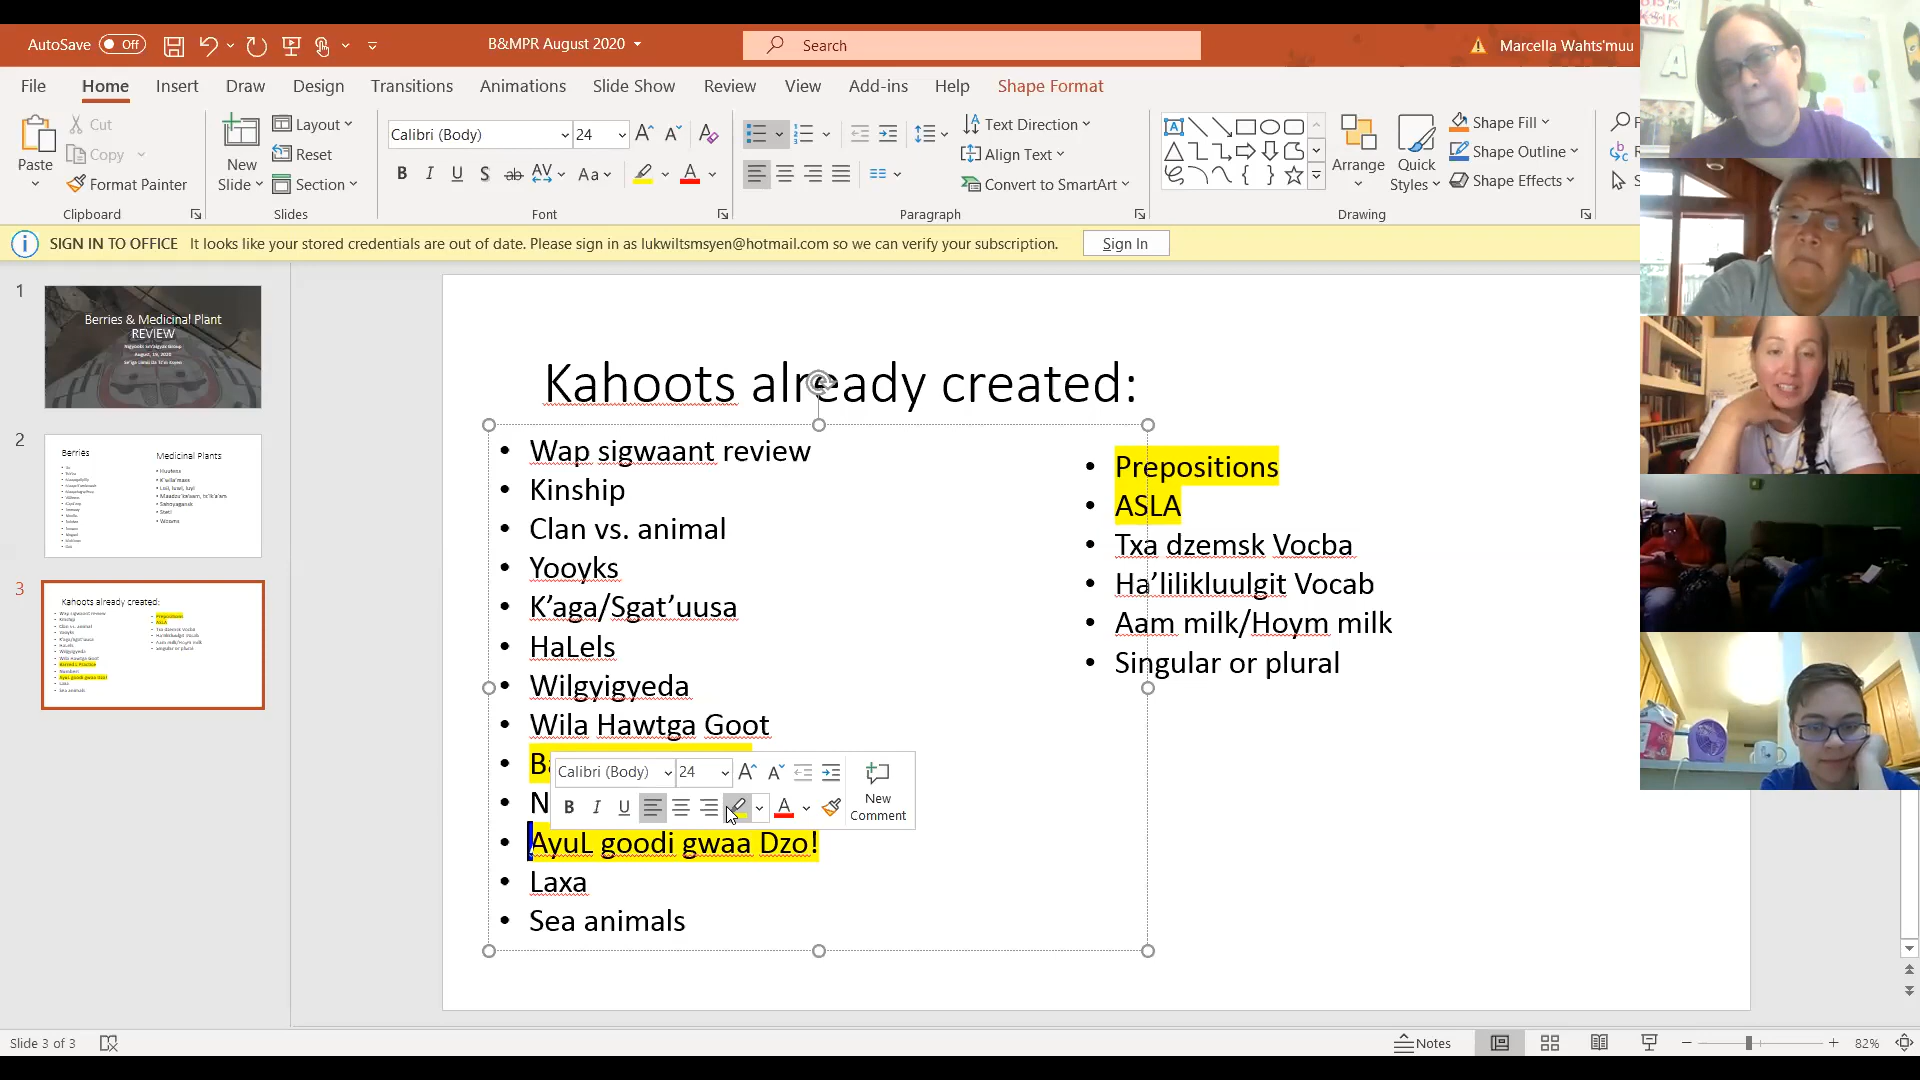 AutoSave Off
B&MPR August 2020
Search
Marcella Wahts'muu
File Home Insert Draw Design Transitions Animations Slide Show Review View Add-ins Help Shape Format
Paste
Cut
Copy
Format Painter
Clipboard
New Slide
Layout
Reset
Section
Slides
Calibri (Body) 24
Font
Text Direction
Align Text
Convert to SmartArt
Paragraph
Arrange
Quick Styles
Shape Fill
Shape Outline
Shape Effects
Drawing
SIGN IN TO OFFICE It looks like your stored credentials are out of date. Please sign in as lukwiltsmsyen@hotmail.com so we can verify your subscription. Sign In
1
Berries & Medicinal Plant
REVIEW
August, 19, 2020
2
Berries
Medicinal Plants
3
Kahoots already created:
Wap sigwaant review
Kinship
Clan vs. animal
Yooyks
K’aga/Sgat’uusa
HaLels
Wilgyigyeda
Wila Hawtga Goot
AyuL goodi gwaa Dzo!
Laxa
Sea animals
Prepositions
ASLA
Txa dzemsk Vocba
Ha’lilikluulgit Vocab
Aam milk/Hoym milk
Singular or plural
Calibri (Body) 24
New Comment
Slide 3 of 3
Notes
82%